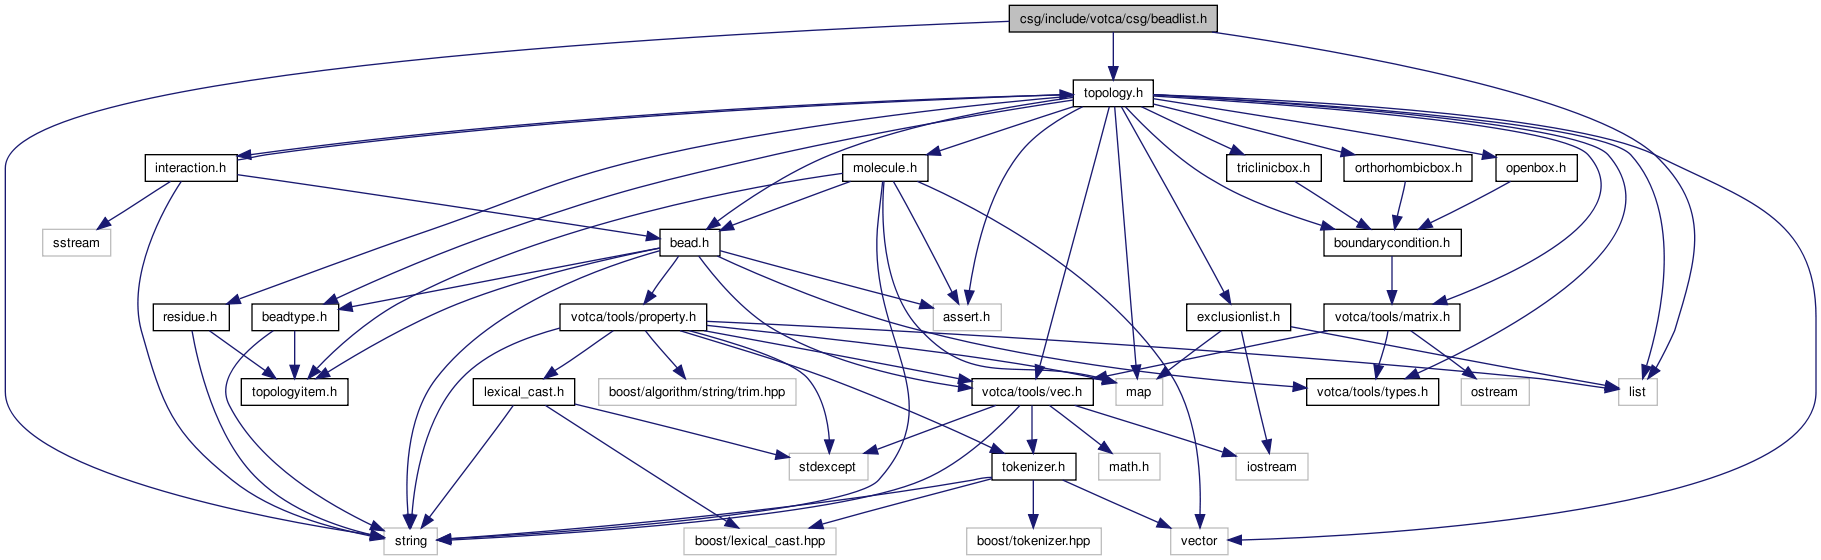 csg/include/votca/csg/beadlist.h
topology.h
interaction.h
molecule.h
triclinicbox.h
orthorhombicbox.h
openbox.h
sstream
bead.h
boundarycondition.h
residue.h
beadtype.h
votca/tools/property.h
assert.h
exclusionlist.h
votca/tools/matrix.h
topologyitem.h
lexical_cast.h
boost/algorithm/string/trim.hpp
votca/tools/vec.h
map
votca/tools/types.h
ostream
list
stdexcept
tokenizer.h
math.h
iostream
string
boost/lexical_cast.hpp
boost/tokenizer.hpp
vector